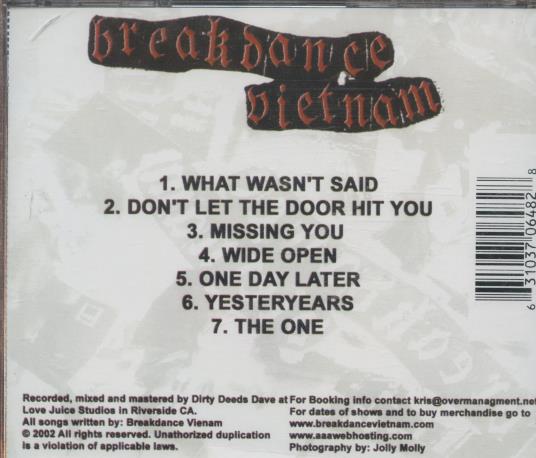 breakdance
vietnam
1. WHAT WASN'T SAID
2. DON'T LET THE DOOR HIT YOU
3. MISSING YOU
4. WIDE OPEN
5. ONE DAY LATER
6. YESTERYEARS
7. THE ONE
6 31037 06482 8
Recorded, mixed and mastered by Dirty Deeds Dave at
Love Juice Studios in Riverside CA.
All songs written by: Breakdance Vienam
© 2002 All rights reserved. Unathorized duplication
is a violation of applicable laws.
For Booking info contact kris@overmanagment.net
For dates of shows and to buy merchandise go to
www.breakdancevietnam.com
www.aaawebhosting.com
Photography by: Jolly Molly